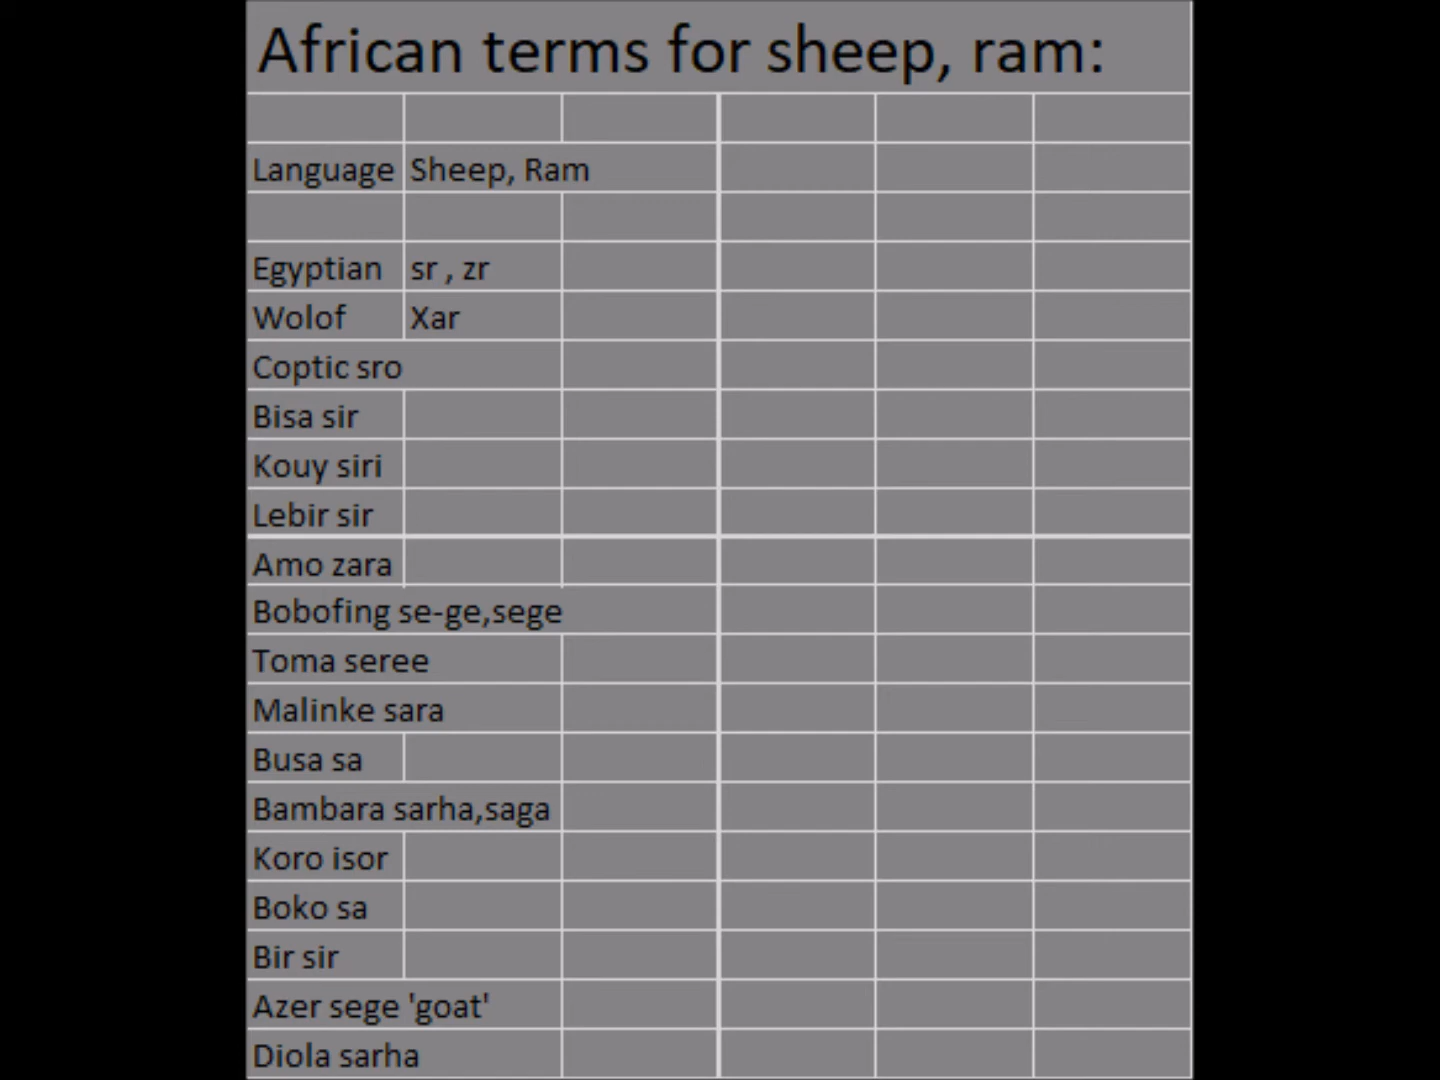 African terms for sheep, ram:
Language Sheep, Ram
Egyptian sr , zr
Wolof Xar
Coptic sro
Bisa sir
Kouy siri
Lebir sir
Amo zara
Bobofing se-ge,sege
Toma seree
Malinke sara
Busa sa
Bambara sarha,saga
Koro isor
Boko sa
Bir sir
Azer sege 'goat'
Diola sarha